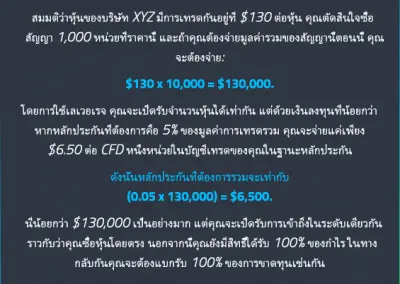 สมมติว่าหุ้นของบริษัท XYZ มีการเทรดกันอยู่ที่ $130 ต่อหุ้น คุณตัดสินใจซื้อ
สัญญา 1,000 หน่วยที่ราคานี้ และถ้าคุณต้องจ่ายมูลค่ารวมของสัญญานี้ตอนนี้ คุณ
จะต้องจ่าย:
$130 x 10,000 = $130,000.
โดยการใช้เลเวอเรจ คุณจะเปิดรับจำนวนหุ้นได้เท่ากัน แต่ด้วยเงินลงทุนที่น้อยกว่า
หากหลักประกันที่ต้องการคือ 5% ของมูลค่าการเทรดรวม คุณจะจ่ายแค่เพียง
$6.50 ต่อ CFD หนึ่งหน่วยในบัญชีเทรดของคุณในฐานะหลักประกัน
ดังนั้นหลักประกันที่ต้องการรวมจะเท่ากับ
(0.05 x 130,000) = $6,500.
นี่น้อยกว่า $130,000 เป็นอย่างมาก แต่คุณจะเปิดรับการเข้าถึงในระดับเดียวกัน
ราวกับว่าคุณซื้อหุ้นโดยตรง นอกจากนี้คุณยังมีสิทธิ์ได้รับ 100% ของกำไร ในทาง
กลับกันคุณจะต้องแบกรับ 100% ของการขาดทุนเช่นกัน